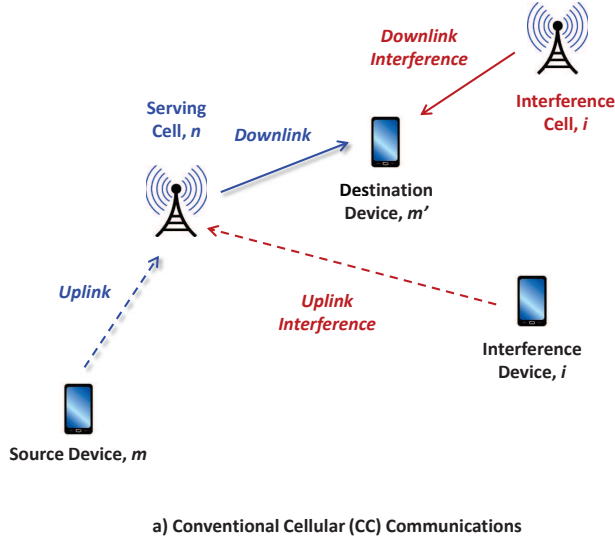 Downlink
Interference
Interference
Cell, i
Serving
Cell, n
Downlink
Destination
Device, m'
Uplink
Uplink
Interference
Interference
Device, i
Source Device, m
a) Conventional Cellular (CC) Communications